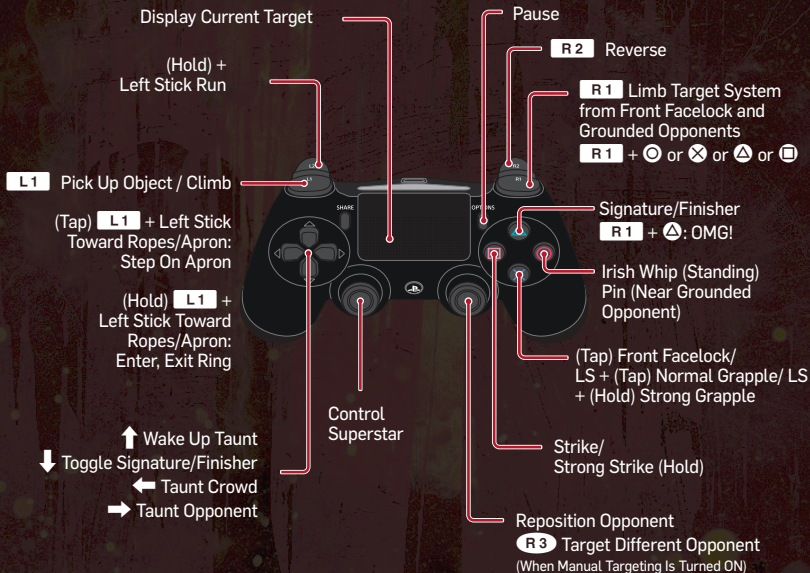 Display Current Target
(Hold) +
Left Stick Run
L1 Pick Up Object / Climb
(Tap) L1 + Left Stick
Toward Ropes/Apron:
Step On Apron
(Hold) L1 +
Left Stick Toward
Ropes/Apron:
Enter, Exit Ring
⬆ Wake Up Taunt
⬇ Toggle Signature/Finisher
⬅ Taunt Crowd
➡ Taunt Opponent
Control
Superstar
L2
L1
SHARE
OPTIONS
R2
R1
Pause
R2 Reverse
R1 Limb Target System
from Front Facelock and
Grounded Opponents
R1 + ◯ or ✕ or △ or □
Signature/Finisher
R1 + △: OMG!
Irish Whip (Standing)
Pin (Near Grounded
Opponent)
(Tap) Front Facelock/
LS + (Tap) Normal Grapple/ LS
+ (Hold) Strong Grapple
Strike/
Strong Strike (Hold)
Reposition Opponent
R3 Target Different Opponent
(When Manual Targeting Is Turned ON)